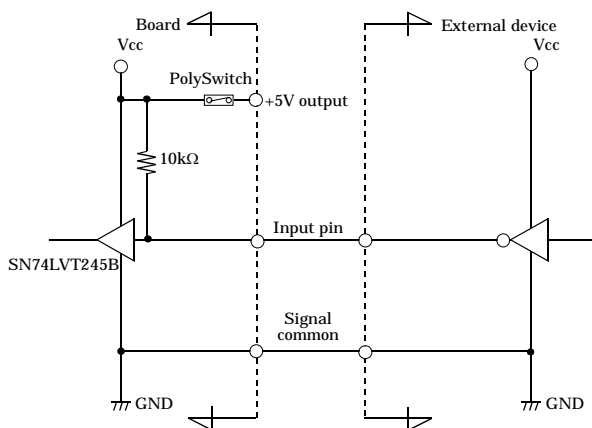 Board
External device
Vcc
Vcc
PolySwitch
+5V output
10kΩ
Input pin
SN74LVT245B
Signal
common
GND
GND